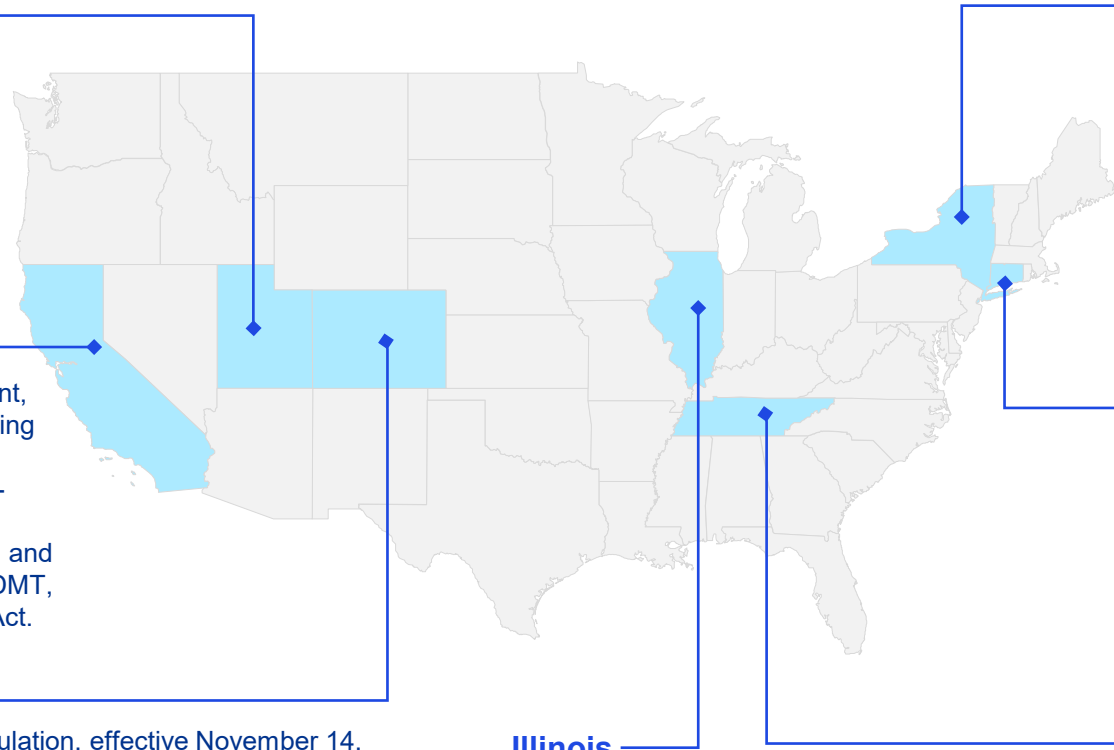 nt,
ing
-
and
DMT,
Act.
ulation, effective November 14,
Illinois